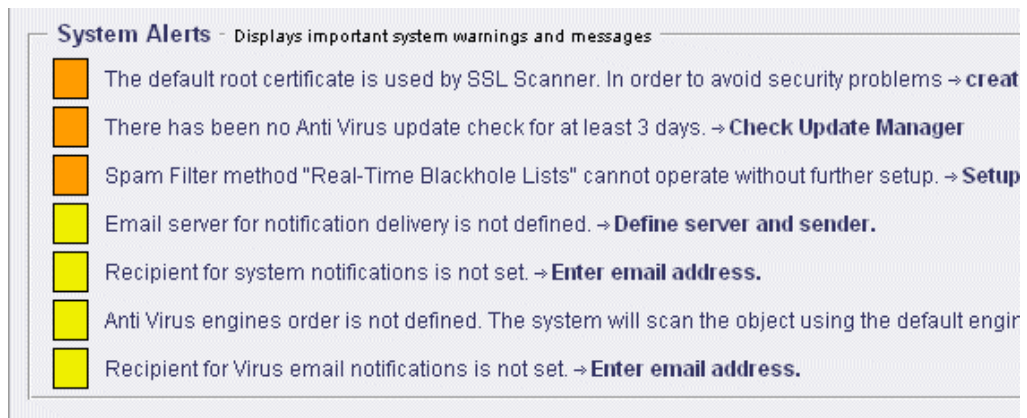 System Alerts - Displays important system warnings and messages
The default root certificate is used by SSL Scanner. In order to avoid security problems → creat
There has been no Anti Virus update check for at least 3 days. → Check Update Manager
Spam Filter method "Real-Time Blackhole Lists" cannot operate without further setup. → Setup
Email server for notification delivery is not defined. → Define server and sender.
Recipient for system notifications is not set. → Enter email address.
Anti Virus engines order is not defined. The system will scan the object using the default engin
Recipient for Virus email notifications is not set. → Enter email address.